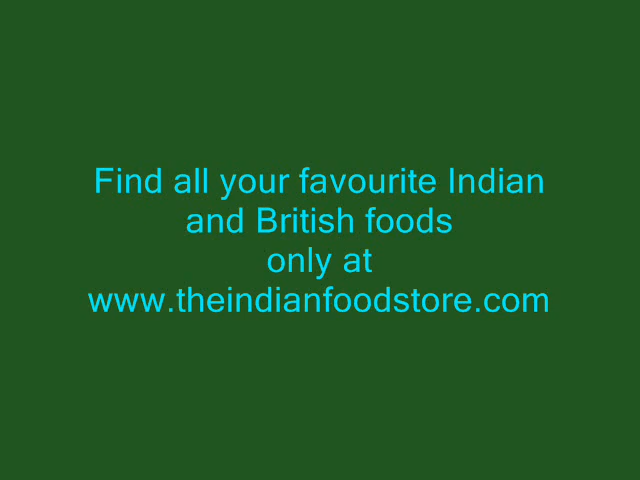 Find all your favourite Indian
and British foods
only at
www.theindianfoodstore.com